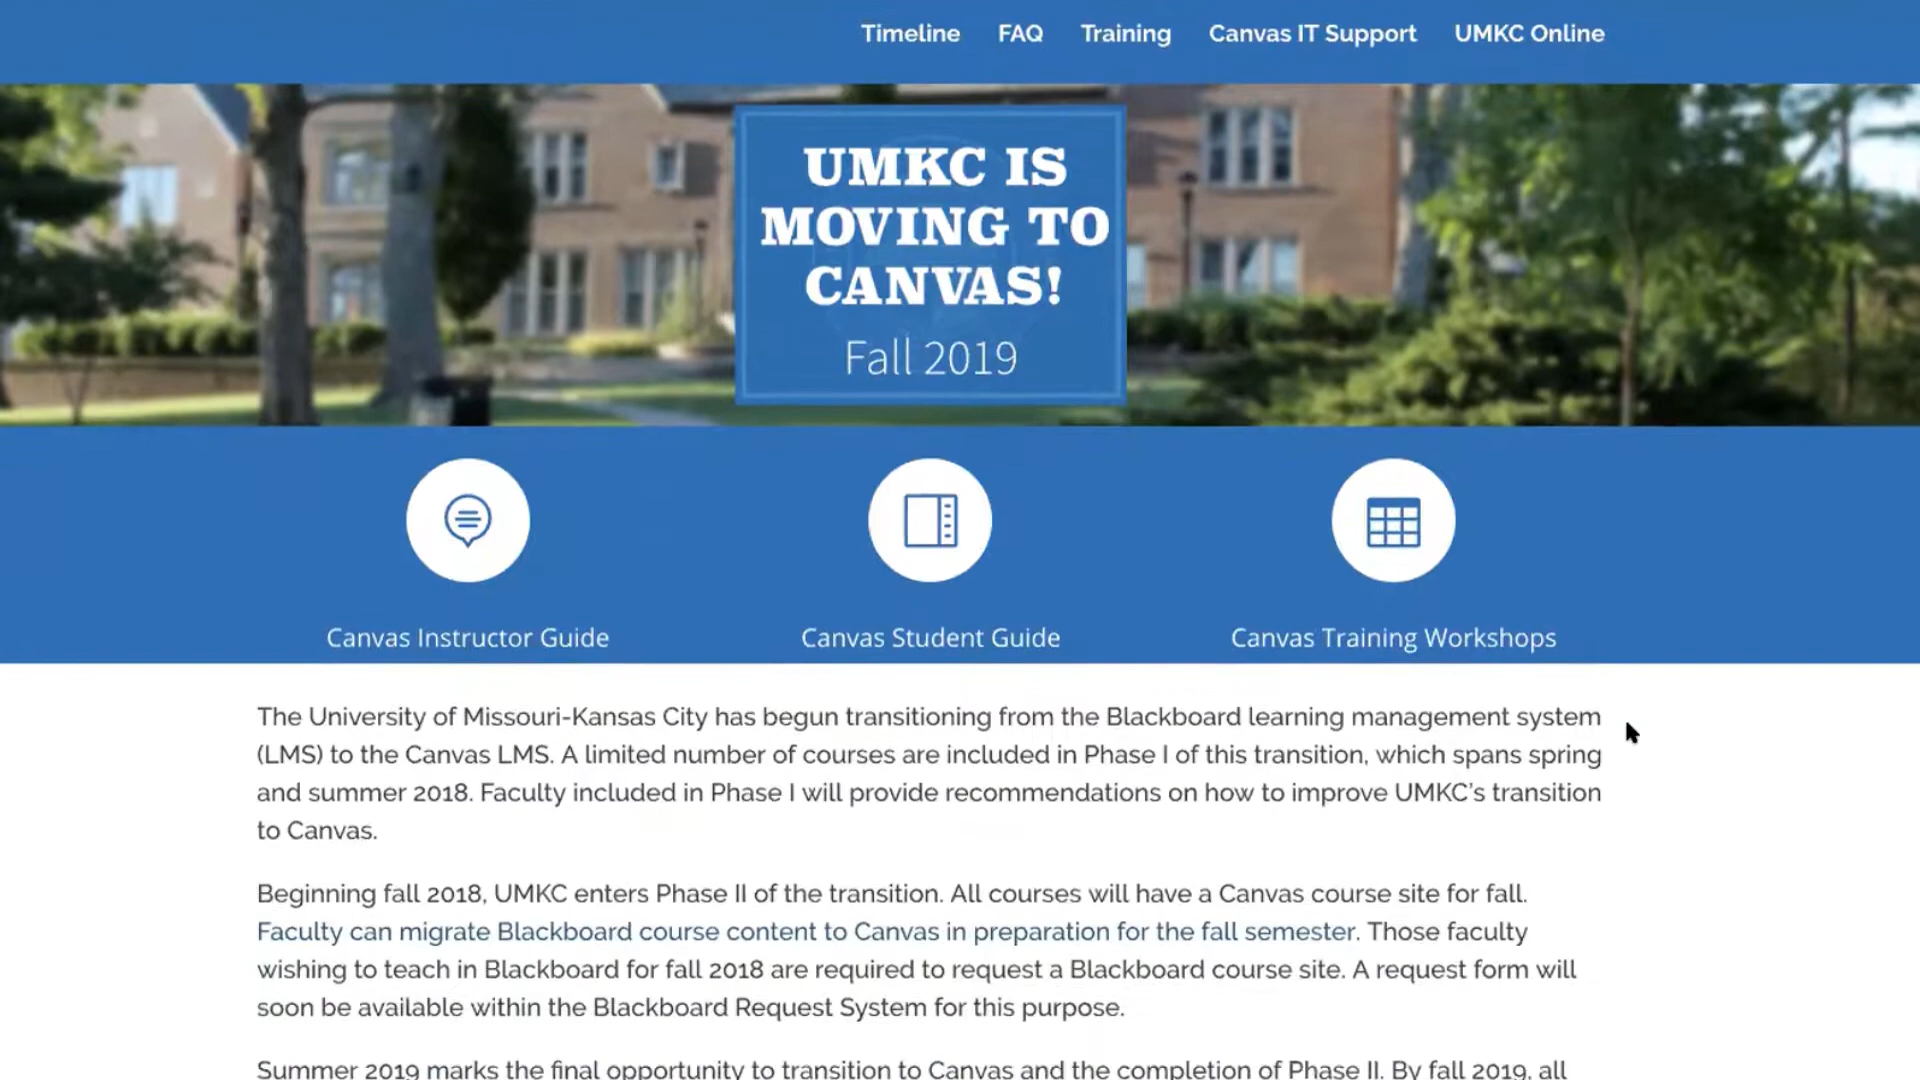 Timeline FAQ Training Canvas IT Support UMKC Online
UMKC IS
MOVING TO
CANVAS!
Fall 2019
Canvas Instructor Guide Canvas Student Guide Canvas Training Workshops
The University of Missouri-Kansas City has begun transitioning from the Blackboard learning management system
(LMS) to the Canvas LMS. A limited number of courses are included in Phase I of this transition, which spans spring
and summer 2018. Faculty included in Phase I will provide recommendations on how to improve UMKC’s transition
to Canvas.
Beginning fall 2018, UMKC enters Phase II of the transition. All courses will have a Canvas course site for fall.
Faculty can migrate Blackboard course content to Canvas in preparation for the fall semester. Those faculty
wishing to teach in Blackboard for fall 2018 are required to request a Blackboard course site. A request form will
soon be available within the Blackboard Request System for this purpose.
Summer 2019 marks the final opportunity to transition to Canvas and the completion of Phase II. By fall 2019, all